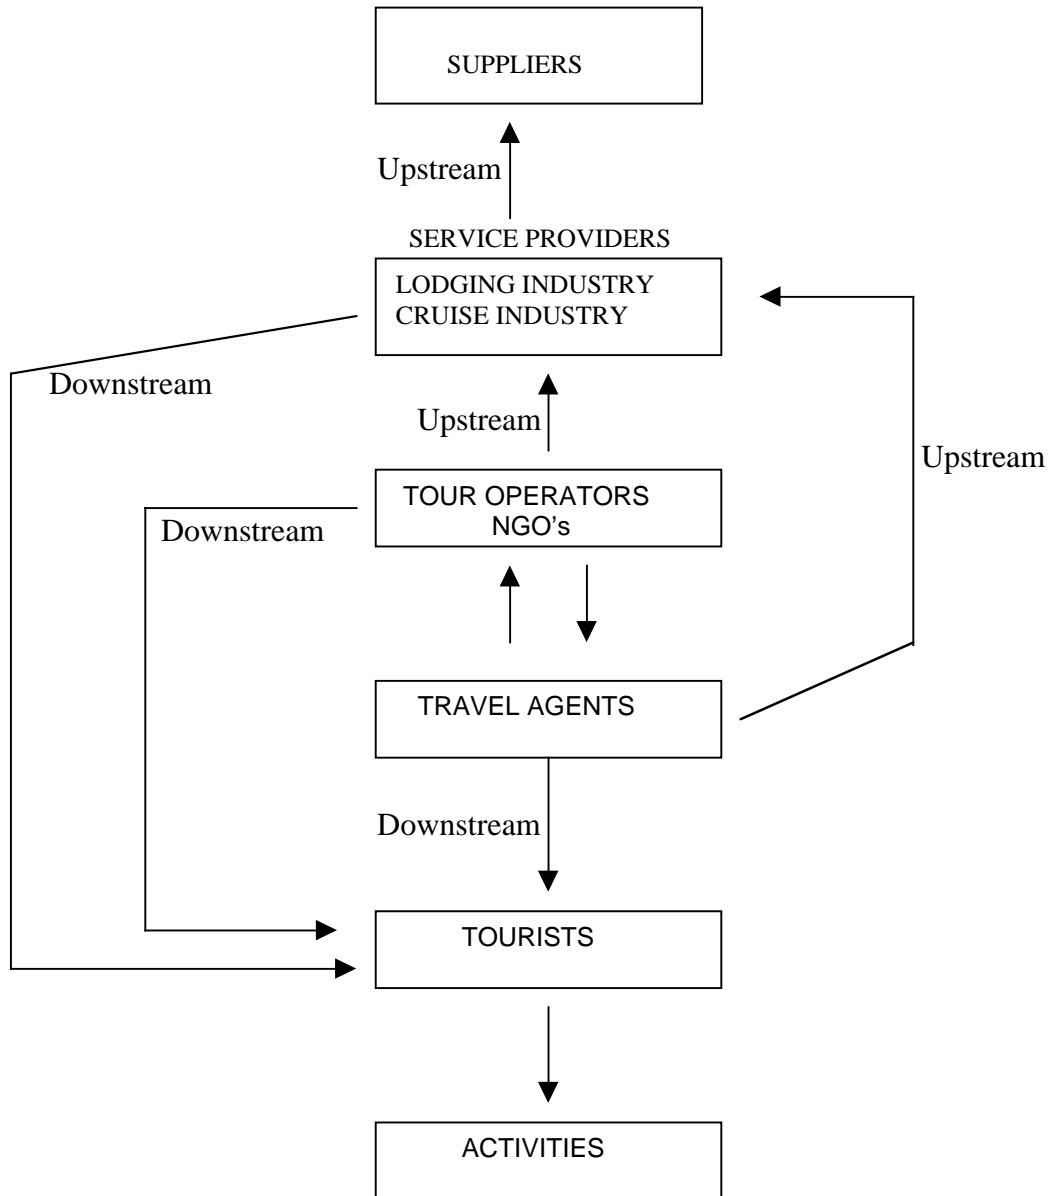 SUPPLIERS
Upstream
SERVICE PROVIDERS
LODGING INDUSTRY
CRUISE INDUSTRY
Downstream
Upstream
Upstream
TOUR OPERATORS
NGO's
Downstream
TRAVEL AGENTS
Downstream
TOURISTS
ACTIVITIES